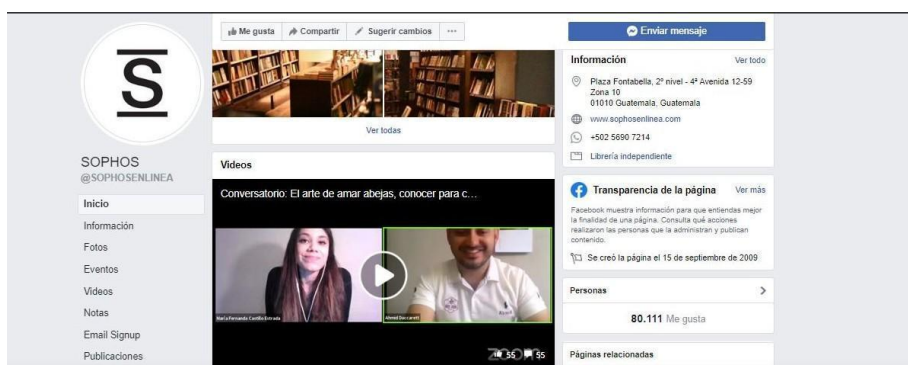 S
SOPHOS
@SOPHOSENLINEA
Inicio
Información
Fotos
Eventos
Videos
Notas
Email Signup
Publicaciones
Me gusta Compartir Sugerir cambios ...
Ver todas
Videos
Conversatorio: El arte de amar abejas, conocer para c...
María Fernanda Castillo Estrada
zoom
55 55
Enviar mensaje
Información Ver todo
Plaza Fontabella, 2º nivel - 4ª Avenida 12-59
Zona 10
01010 Guatemala, Guatemala
www.sophosenlinea.com
+502 5690 7214
Librería independiente
Transparencia de la página Ver más
Facebook muestra información para que entiendas mejor
la finalidad de una página. Consulta qué acciones
realizaron las personas que la administran y publican
contenido.
Se creó la página el 15 de septiembre de 2009
Personas
80.111 Me gusta
Páginas relacionadas